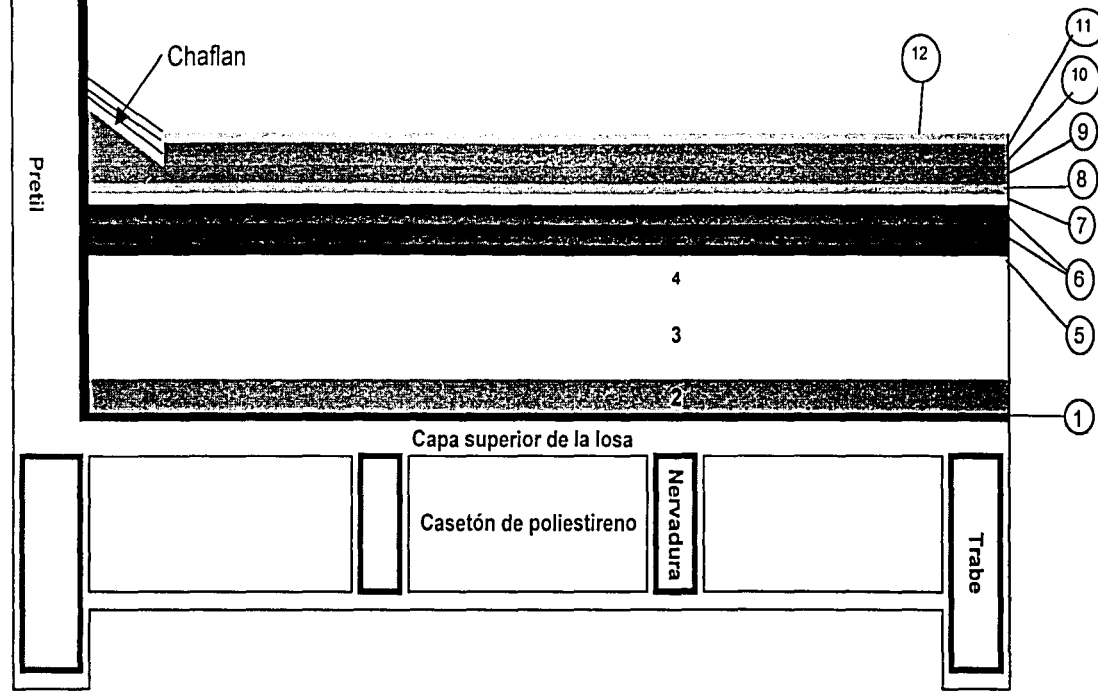 Chaflan
12
11
10
9
8
7
6
5
1
Pretil
4
3
2
Capa superior de la losa
Casetón de poliestireno
Nervadura
Trabe